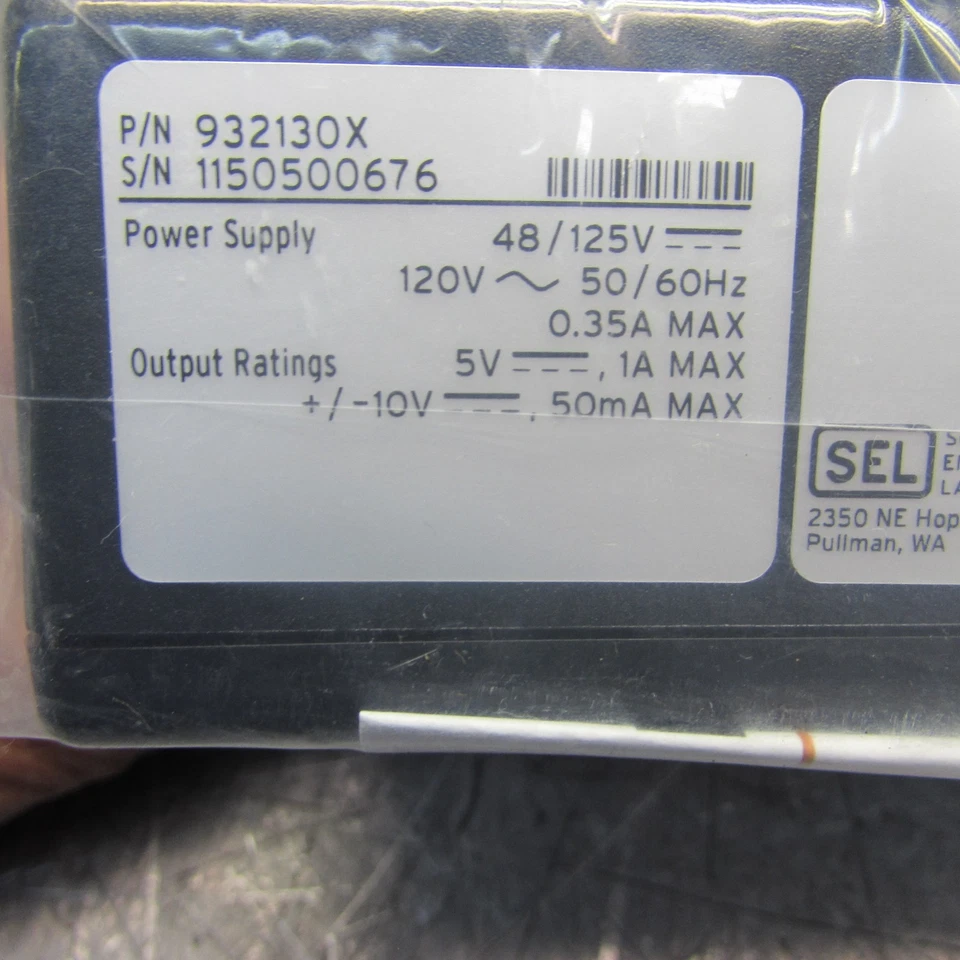 P/N 932130X
S/N 1150500676
Power Supply 48/125V
120V 50/60Hz
0.35A MAX
Output Ratings 5V , 1A MAX
+/-10V , 50mA MAX
SEL
2350 NE Hop
Pullman, WA